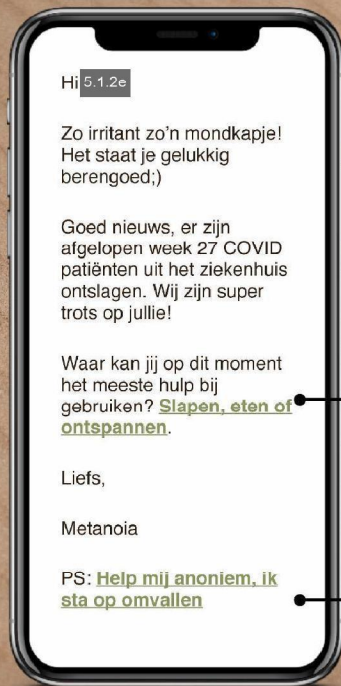 Hi 5.1.2e
Zo irritant zo'n mondkapje!
Het staat je gelukkig
berengoed;)
Goed nieuws, er zijn
afgelopen week 27 COVID
patiënten uit het ziekenhuis
ontslagen. Wij zijn super
trots op jullie!
Waar kan jij op dit moment
het meeste hulp bij
gebruiken? Slapen, eten of
ontspannen.
Liefs,
Metanoia
PS: Help mij anoniem, ik
sta op omvallen